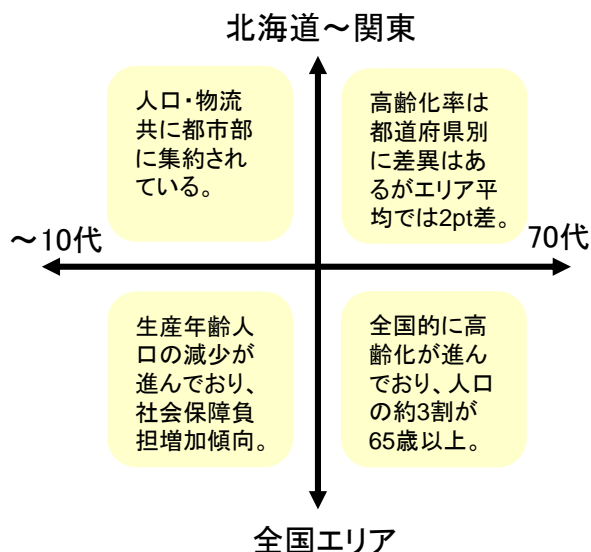 北海道～関東
人口・物流
共に都市部
に集約され
ている。
高齢化率は
都道府県別
に差異はあ
るがエリア平
均では2pt差。
～10代
70代
生産年齢人
口の減少が
進んでおり、
社会保障負
担増加傾向。
全国的に高
齢化が進ん
でおり、人口
の約3割が
65歳以上。
全国エリア